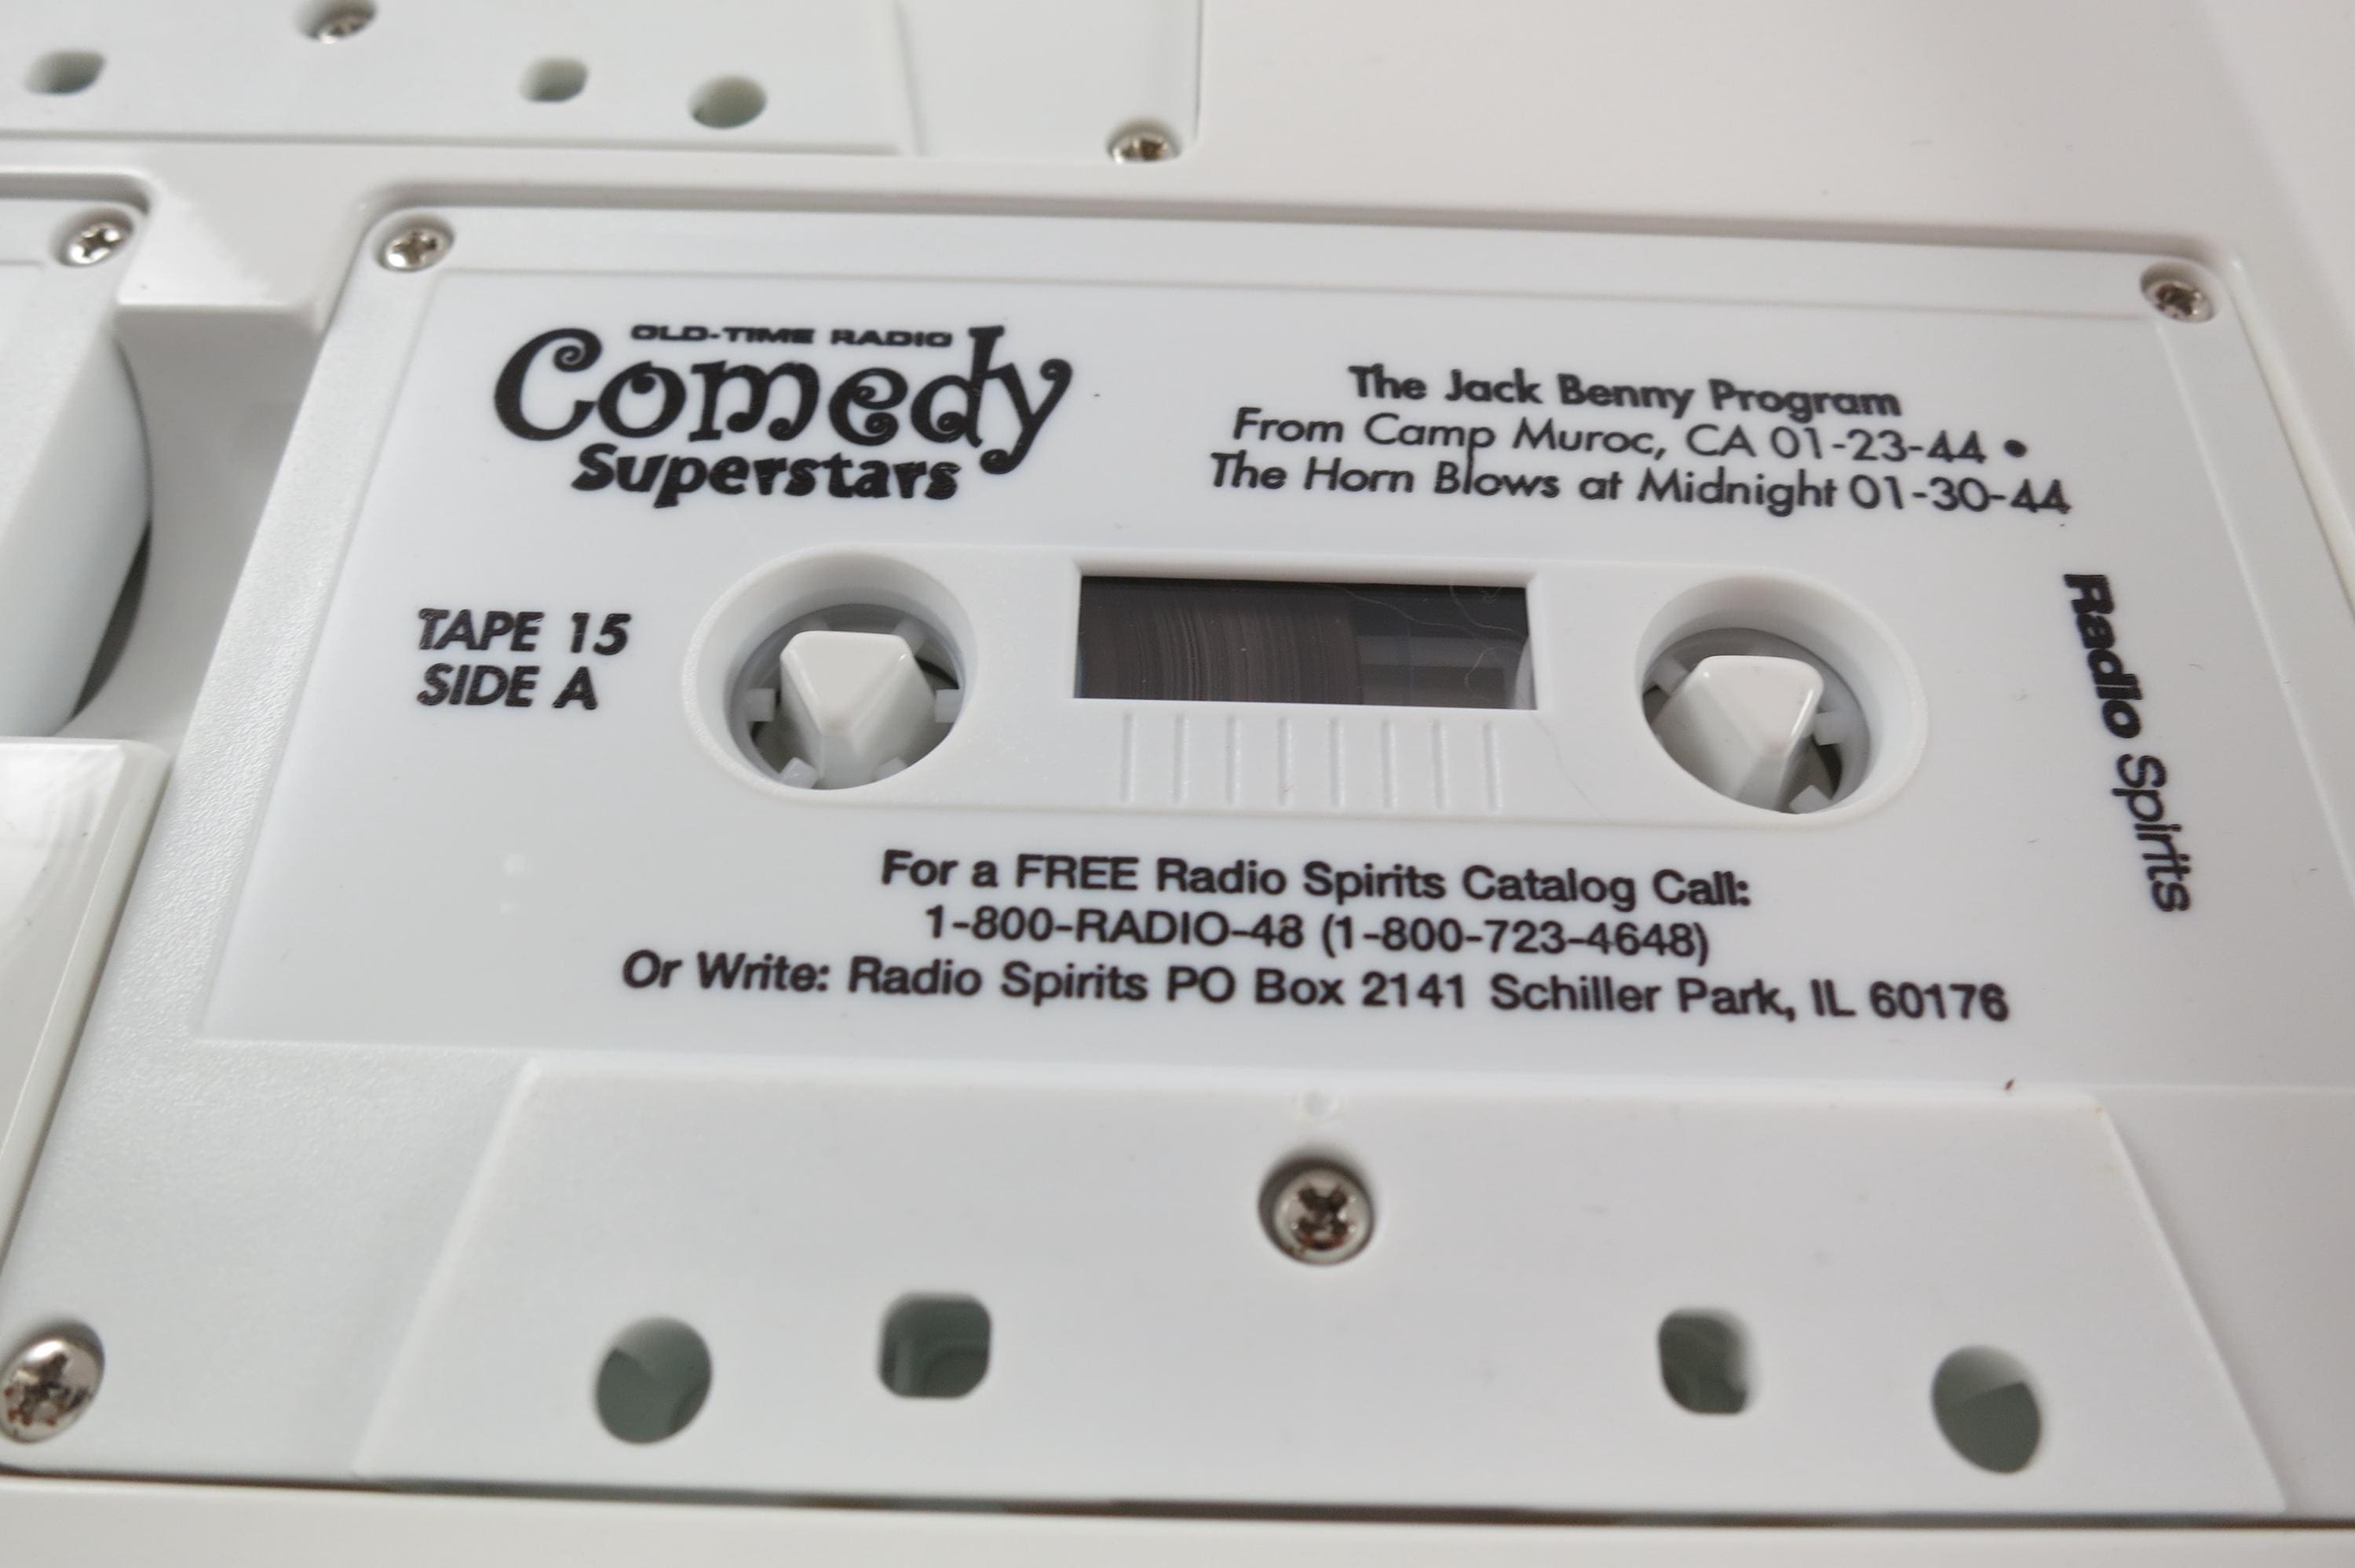 OLD-TIME RADIO
Comedy
Superstars
The Jack Benny Program
From Camp Muroc, CA 01-23-44 •
The Horn Blows at Midnight 01-30-44
TAPE 15
SIDE A
Radio Spirits
For a FREE Radio Spirits Catalog Call:
1-800-RADIO-48 (1-800-723-4648)
Or Write: Radio Spirits PO Box 2141 Schiller Park, IL 60176